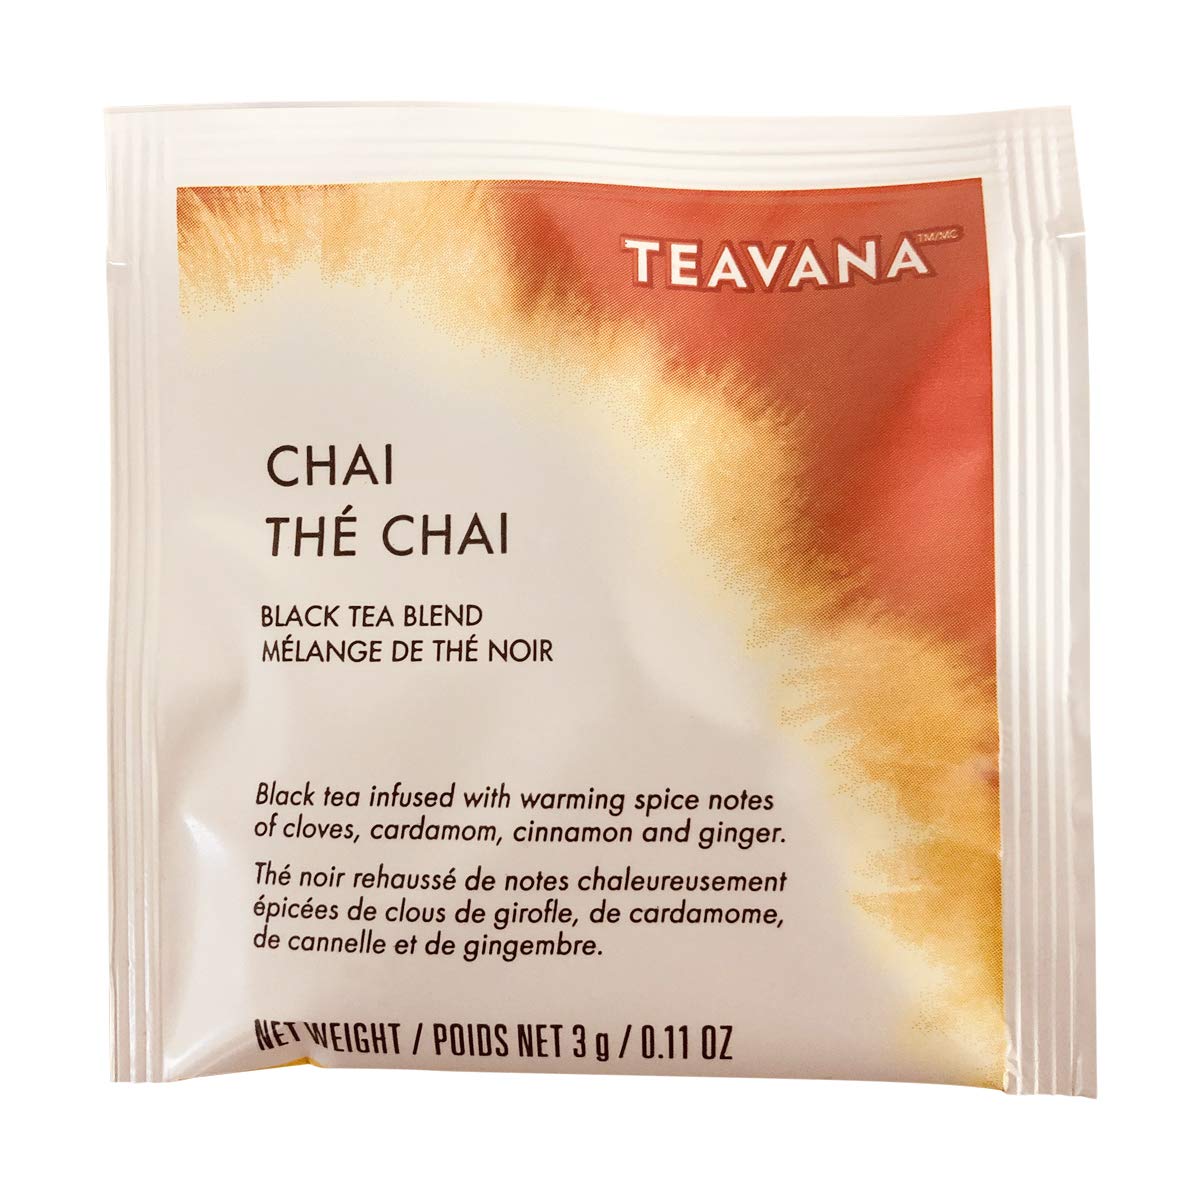 TEAVANA™/MC
CHAI
THÉ CHAI
BLACK TEA BLEND
MÉLANGE DE THÉ NOIR
Black tea infused with warming spice notes
of cloves, cardamom, cinnamon and ginger.
Thé noir rehaussé de notes chaleureusement
épicées de clous de girofle, de cardamome,
de cannelle et de gingembre.
NET WEIGHT / POIDS NET 3 g / 0.11 OZ